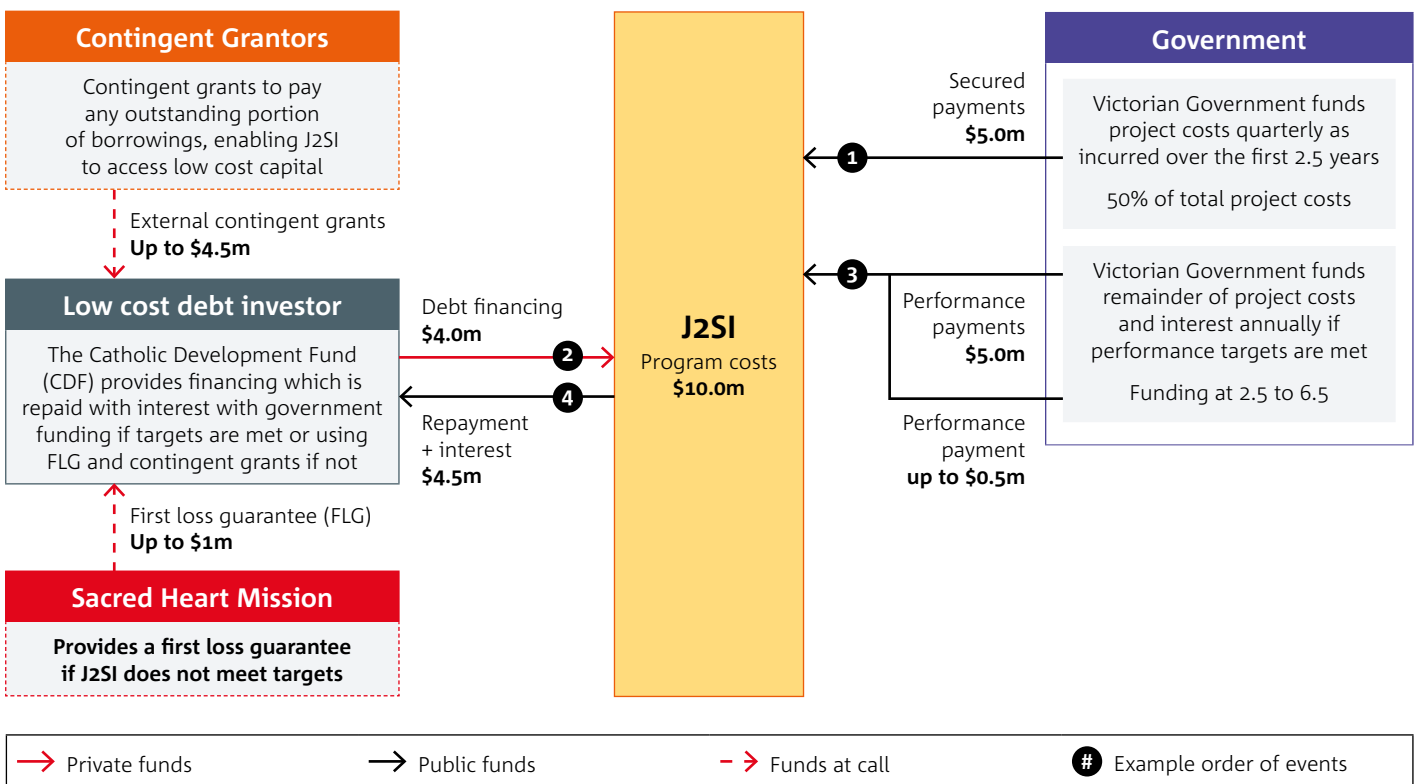 Contingent Grantors
Contingent grants to pay
any outstanding portion
of borrowings, enabling J2SI
to access low cost capital
External contingent grants
Up to $4.5m
Low cost debt investor
The Catholic Development Fund
(CDF) provides financing which is
repaid with interest with government
funding if targets are met or using
FLG and contingent grants if not
First loss guarantee (FLG)
Up to $1m
Sacred Heart Mission
Provides a first loss guarantee
if J2SI does not meet targets
Debt financing
$4.0m
2
4
Repayment
+ interest
$4.5m
J2SI
Program costs
$10.0m
Secured
payments
$5.0m
1
3
Performance
payments
$5.0m
Performance
payment
up to $0.5m
Government
Victorian Government funds
project costs quarterly as
incurred over the first 2.5 years
50% of total project costs
Victorian Government funds
remainder of project costs
and interest annually if
performance targets are met
Funding at 2.5 to 6.5
Private funds
Public funds
Funds at call
# Example order of events